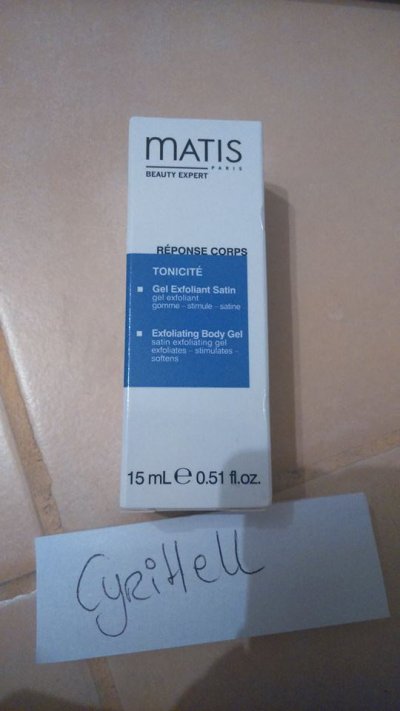 MATIS
PARIS
BEAUTY EXPERT
RÉPONSE CORPS
TONICITÉ
Gel Exfoliant Satin
gel exfoliant
gomme - stimule - satine
Exfoliating Body Gel
satin exfoliating gel
exfoliates - stimulates -
softens
15 mL e 0.51 fl.oz.
CyRiHell